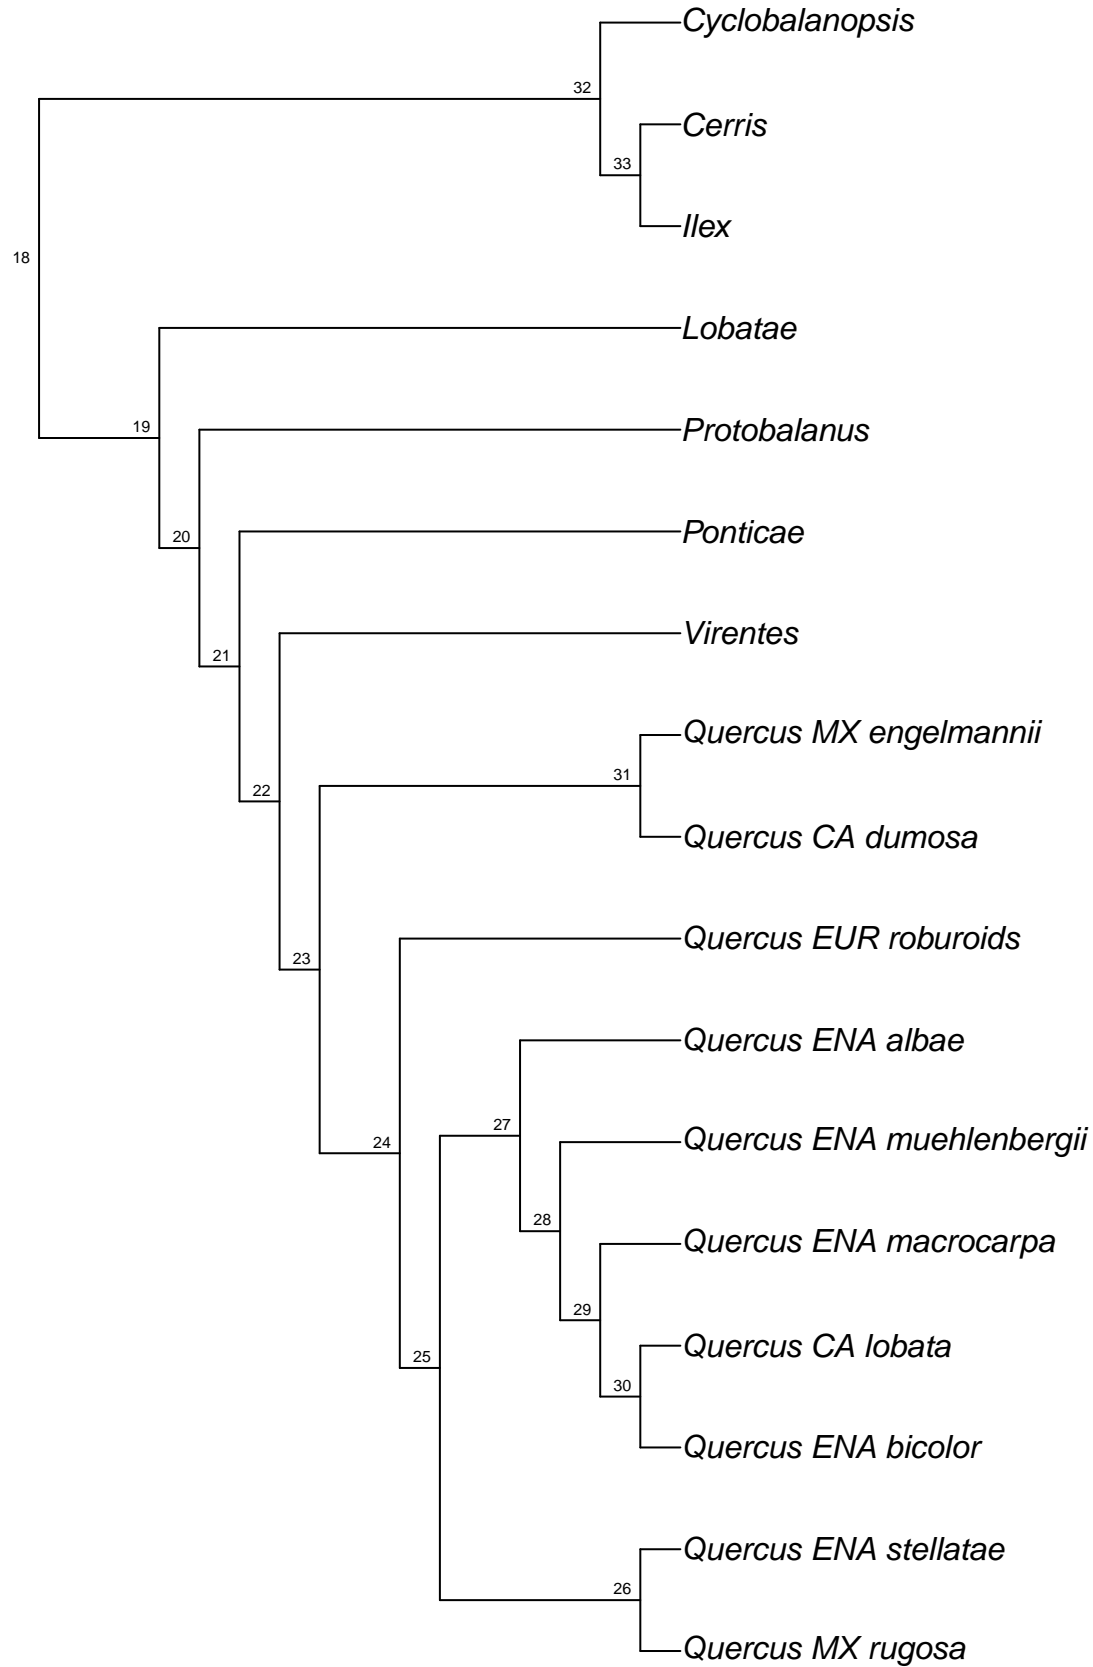 Cyclobalanopsis
32
Cerris
33
Ilex
18
Lobatae
19
Protobalanus
20
Ponticae
21
Virentes
22
Quercus MX engelmannii
31
Quercus CA dumosa
23
Quercus EUR roburoids
24
Quercus ENA albae
27
Quercus ENA muehlenbergii
28
Quercus ENA macrocarpa
29
Quercus CA lobata
25
30
Quercus ENA bicolor
Quercus ENA stellatae
26
Quercus MX rugosa